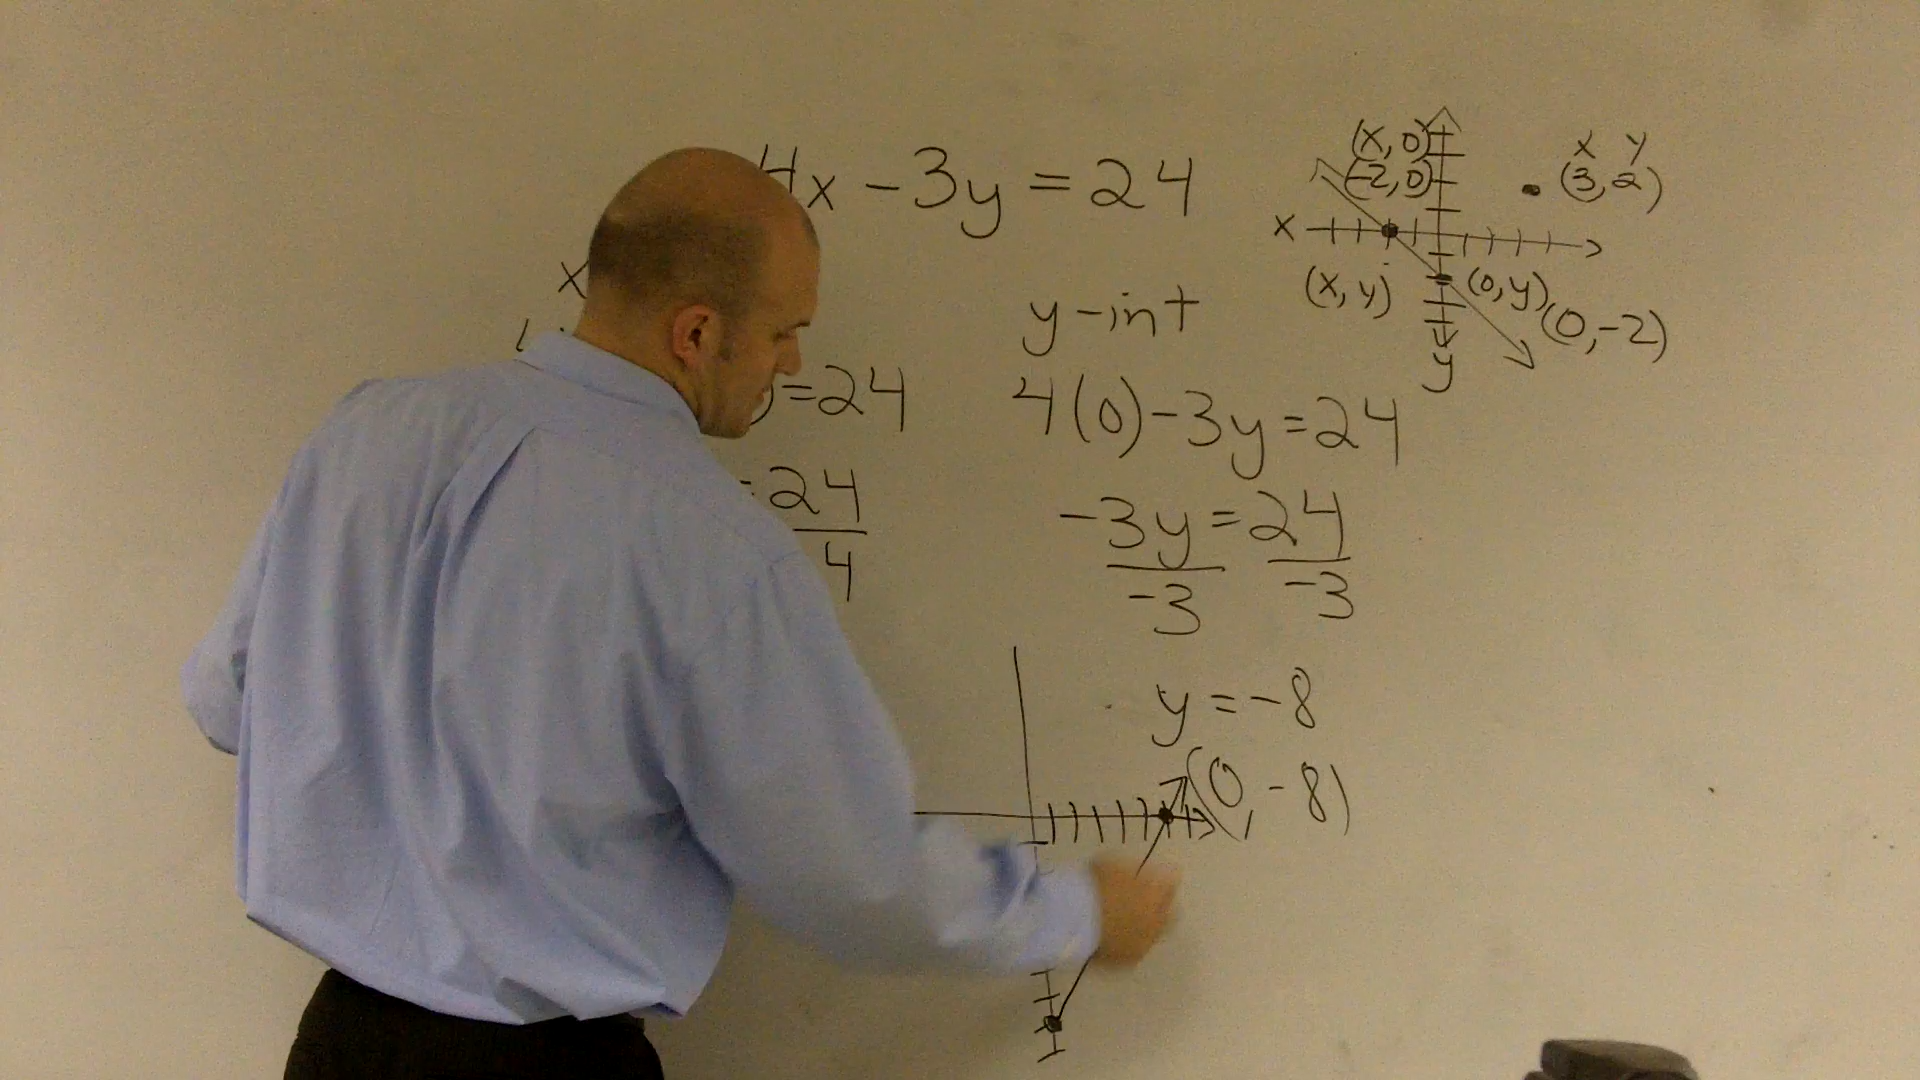 4x - 3y = 24
x
y-int
)=24
4(0)-3y=24
=24
4
-3y=24
-3 -3
y=-8
(0,-8)
(x,0)
(-2,0)
x y
(3,2)
x
(x,y)
(0,y)
(0,-2)
y